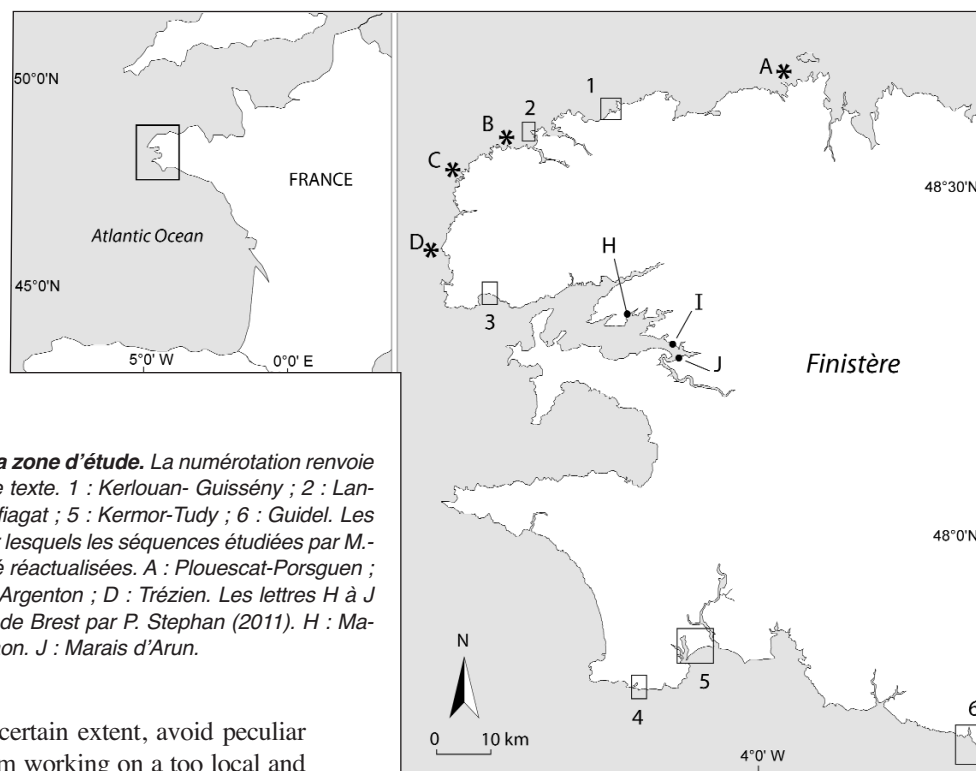 50°0'N
45°0'N
FRANCE
Atlantic Ocean
5°0' W
0°0' E
A
1
2
B
C
D
3
H
I
J
Finistère
48°30'N
48°0'N
N
0 10 km
4
5
6
4°0' W
a zone d'étude. La numérotation renvoie
e texte. 1 : Kerlouan- Guissény ; 2 : Lan-
fiagat ; 5 : Kermor-Tudy ; 6 : Guidel. Les
r lesquels les séquences étudiées par M.-
é réactualisées. A : Plouescat-Porsguen ;
Argenton ; D : Trézien. Les lettres H à J
de Brest par P. Stephan (2011). H : Ma-
non. J : Marais d'Arun.
certain extent, avoid peculiar
m working on a too local and